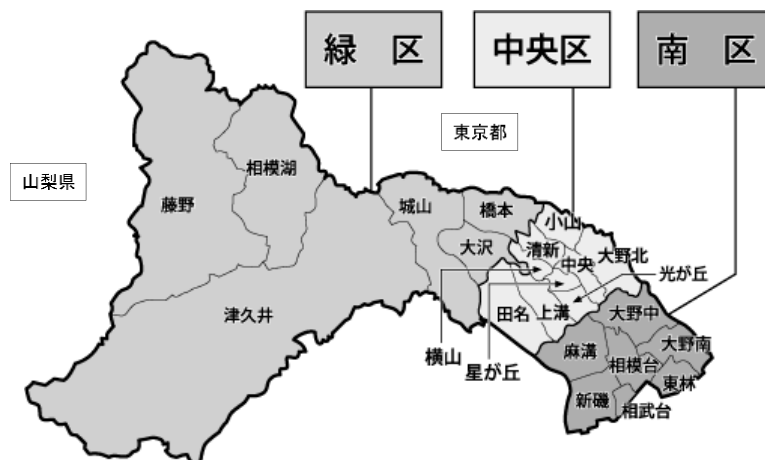 緑　区
中央区
南　区
東京都
山梨県
相模湖
藤野
城山
橋本
小山
大沢
清新
中央
大野北
光が丘
津久井
田名
上溝
大野中
横山
星が丘
麻溝
相模台
大野南
東林
新磯
相武台